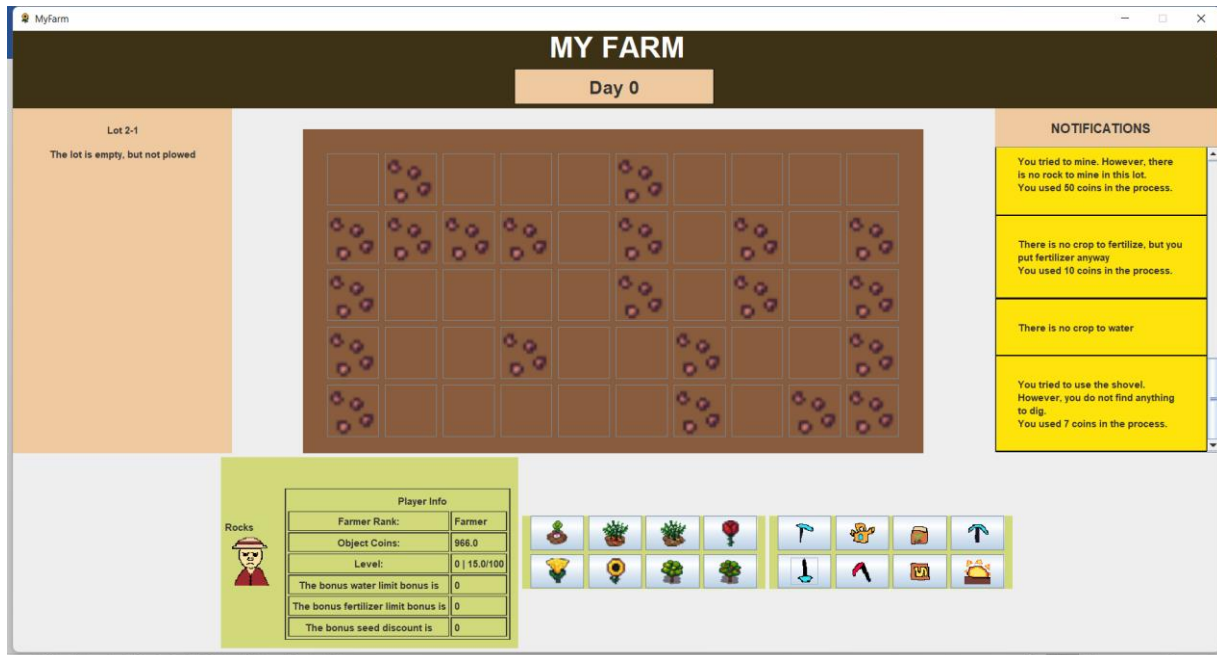 MyFarm
MY FARM
Day 0
Lot 2-1
The lot is empty, but not plowed
NOTIFICATIONS
You tried to mine. However, there
is no rock to mine in this lot.
You used 50 coins in the process.
There is no crop to fertilize, but you
put fertilizer anyway
You used 10 coins in the process.
There is no crop to water
You tried to use the shovel.
However, you do not find anything
to dig.
You used 7 coins in the process.
Rocks
Player Info
Farmer Rank: Farmer
Object Coins: 966.0
Level: 0 | 15.0/100
The bonus water limit bonus is 0
The bonus fertilizer limit bonus is 0
The bonus seed discount is 0